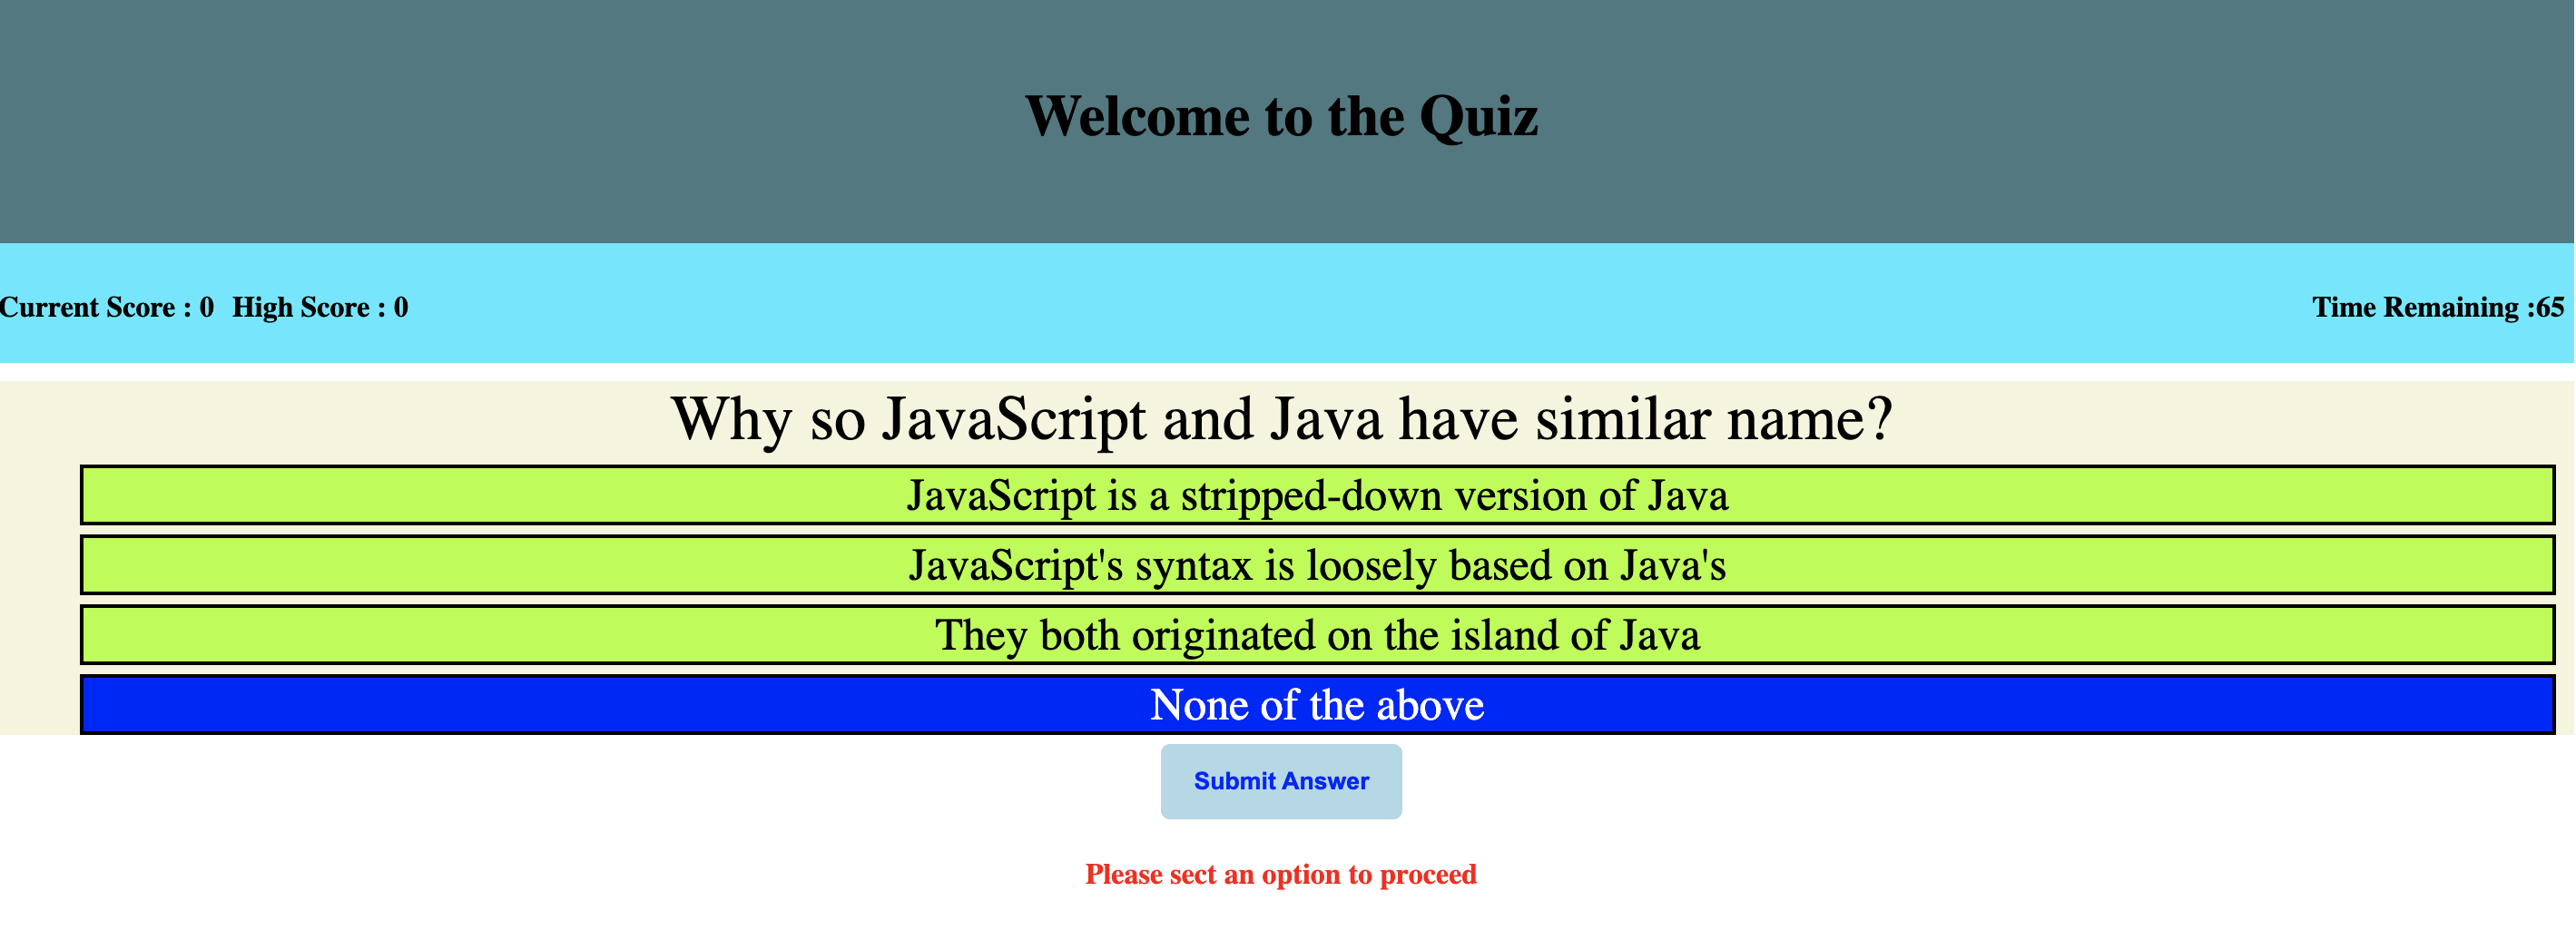 Welcome to the Quiz
Current Score : 0 High Score : 0
Time Remaining :65
Why so JavaScript and Java have similar name?
JavaScript is a stripped-down version of Java
JavaScript's syntax is loosely based on Java's
They both originated on the island of Java
None of the above
Submit Answer
Please sect an option to proceed